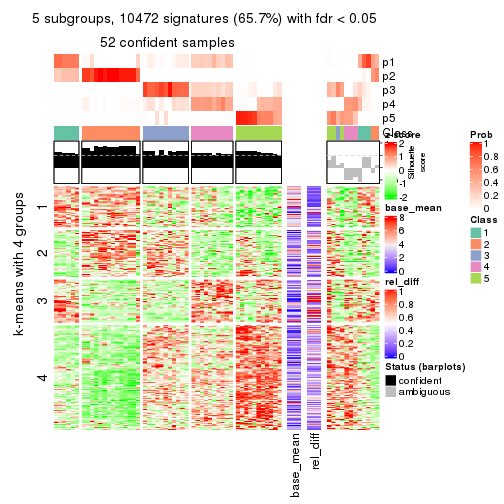 5 subgroups, 10472 signatures (65.7%) with fdr < 0.05
52 confident samples
p1
p2
p3
p4
p5
Class
Silhouette
score
k-means with 4 groups
1
2
3
4
base_mean
rel_diff
z-score
2
1
0
-1
-2
base_mean
8
6
4
2
0
rel_diff
1
0.8
0.6
0.4
0.2
0
Status (barplots)
confident
ambiguous
Prob
1
0.8
0.6
0.4
0.2
0
Class
1
2
3
4
5